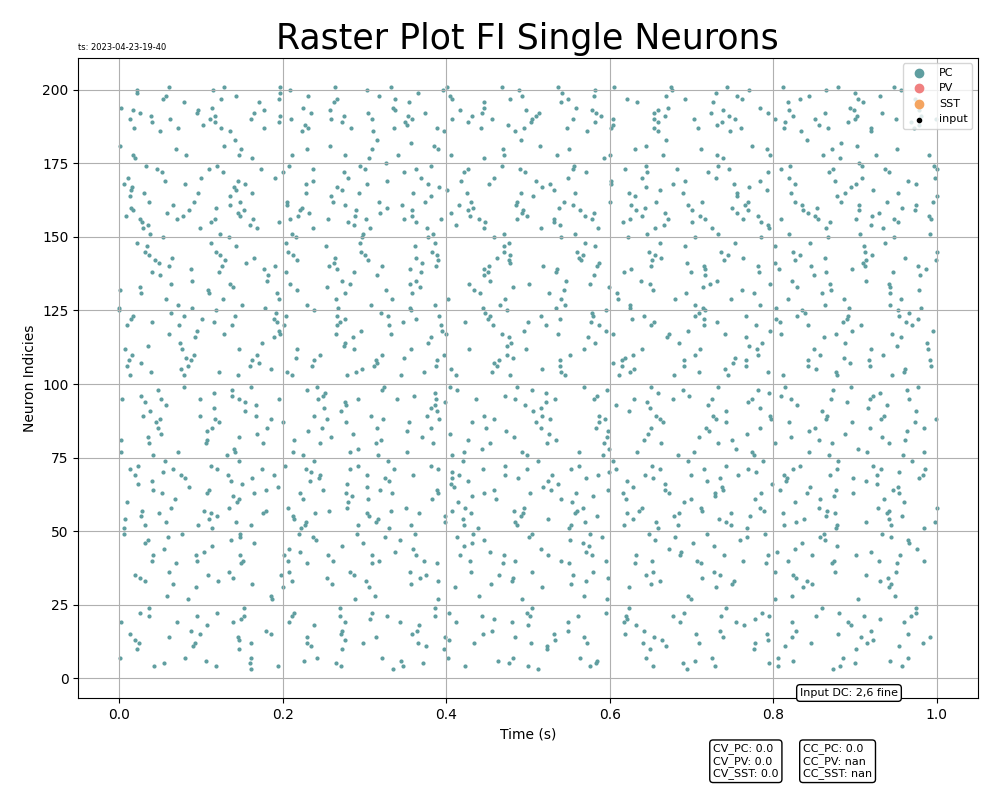 Raster Plot FI Single Neurons
ts: 2023-04-23-19-40
PC
PV
SST
input
200
175
150
125
100
75
50
25
0
Neuron Indicies
0.0 0.2 0.4 0.6 0.8 1.0
Time (s)
Input DC: 2,6 fine
CV_PC: 0.0
CV_PV: 0.0
CV_SST: 0.0
CC_PC: 0.0
CC_PV: nan
CC_SST: nan